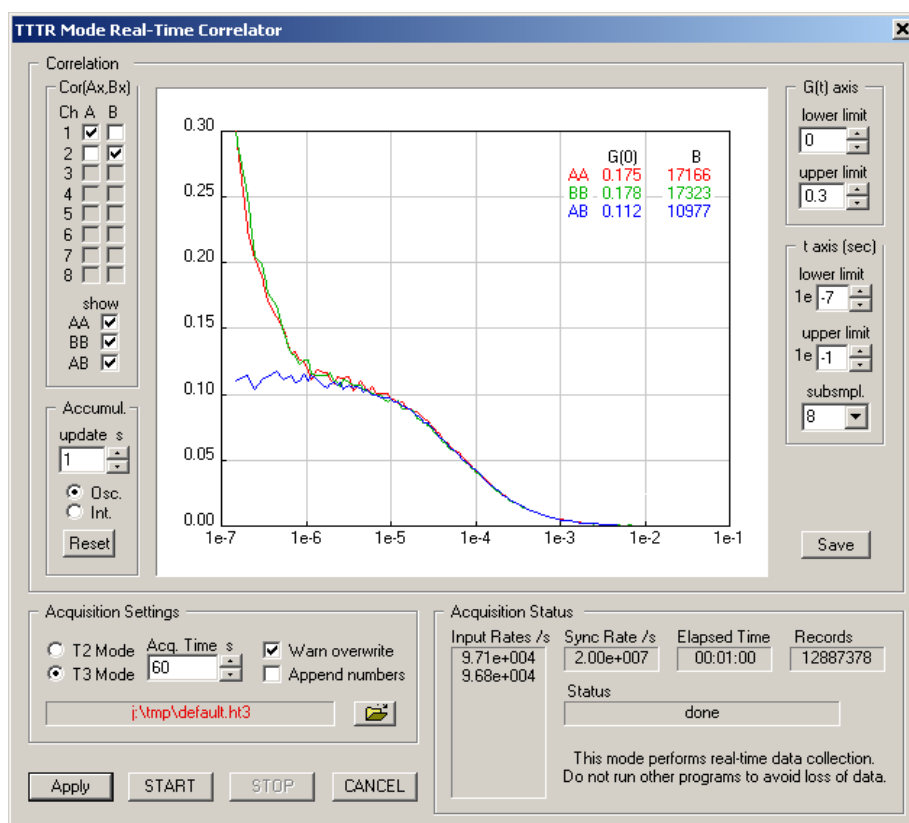 TTTR Mode Real-Time Correlator
Correlation
Cor(Ax,Bx)
Ch A B
1
2
3
4
5
6
7
8
show
AA
BB
AB
Accumul.
update s
1
Osc.
Int.
Reset
0.30
0.25
0.20
0.15
0.10
0.05
0.00
1e-7 1e-6 1e-5 1e-4 1e-3 1e-2 1e-1
G(0) B
AA 0.175 17166
BB 0.178 17323
AB 0.112 10977
G(t) axis
lower limit
0
upper limit
0.3
t axis (sec)
lower limit
1e -7
upper limit
1e -1
subsmpl.
8
Save
Acquisition Settings
T2 Mode
T3 Mode
Acq. Time s
60
Warn overwrite
Append numbers
j:\tmp\default.ht3
Apply START STOP CANCEL
Acquisition Status
Input Rates /s Sync Rate /s Elapsed Time Records
9.71e+004 2.00e+007 00:01:00 12887378
9.68e+004
Status
done
This mode performs real-time data collection.
Do not run other programs to avoid loss of data.